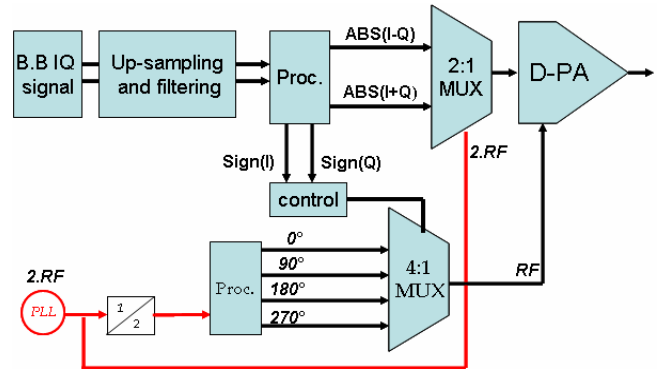 B.B IQ
signal
Up-sampling
and filtering
Proc.
ABS(I-Q)
ABS(I+Q)
2:1
MUX
D-PA
Sign(I)
Sign(Q)
2.RF
control
0°
90°
180°
270°
4:1
MUX
RF
2.RF
PLL
1
2
Proc.